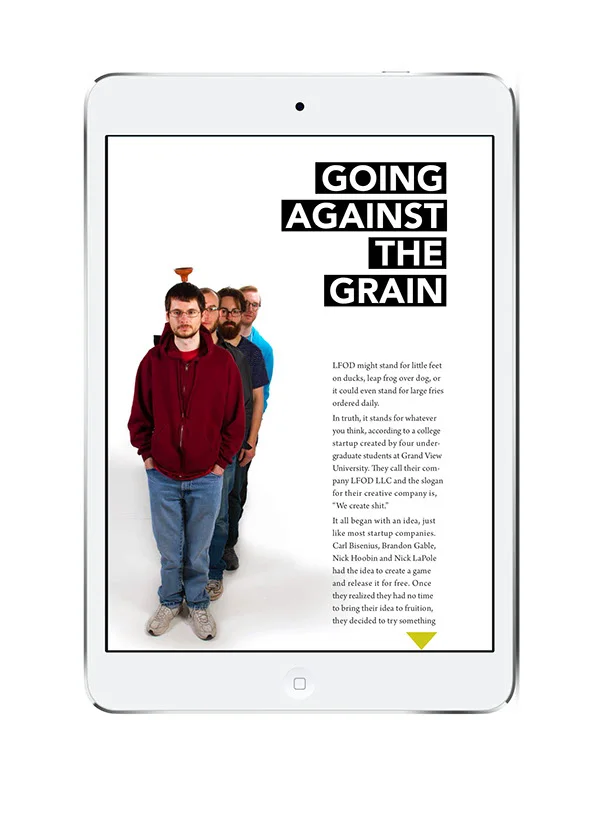 GOING
AGAINST
THE
GRAIN
LFOD might stand for little feet
on ducks, leap frog over dog, or
it could even stand for large fries
ordered daily.
In truth, it stands for whatever
you think, according to a college
startup created by four under-
graduate students at Grand View
University. They call their com-
pany LFOD LLC and the slogan
for their creative company is,
“We create shit.”
It all began with an idea, just
like most startup companies.
Carl Bisenius, Brandon Gable,
Nick Hoobin and Nick LaPole
had the idea to create a game
and release it for free. Once
they realized they had no time
to bring their idea to fruition,
they decided to try something